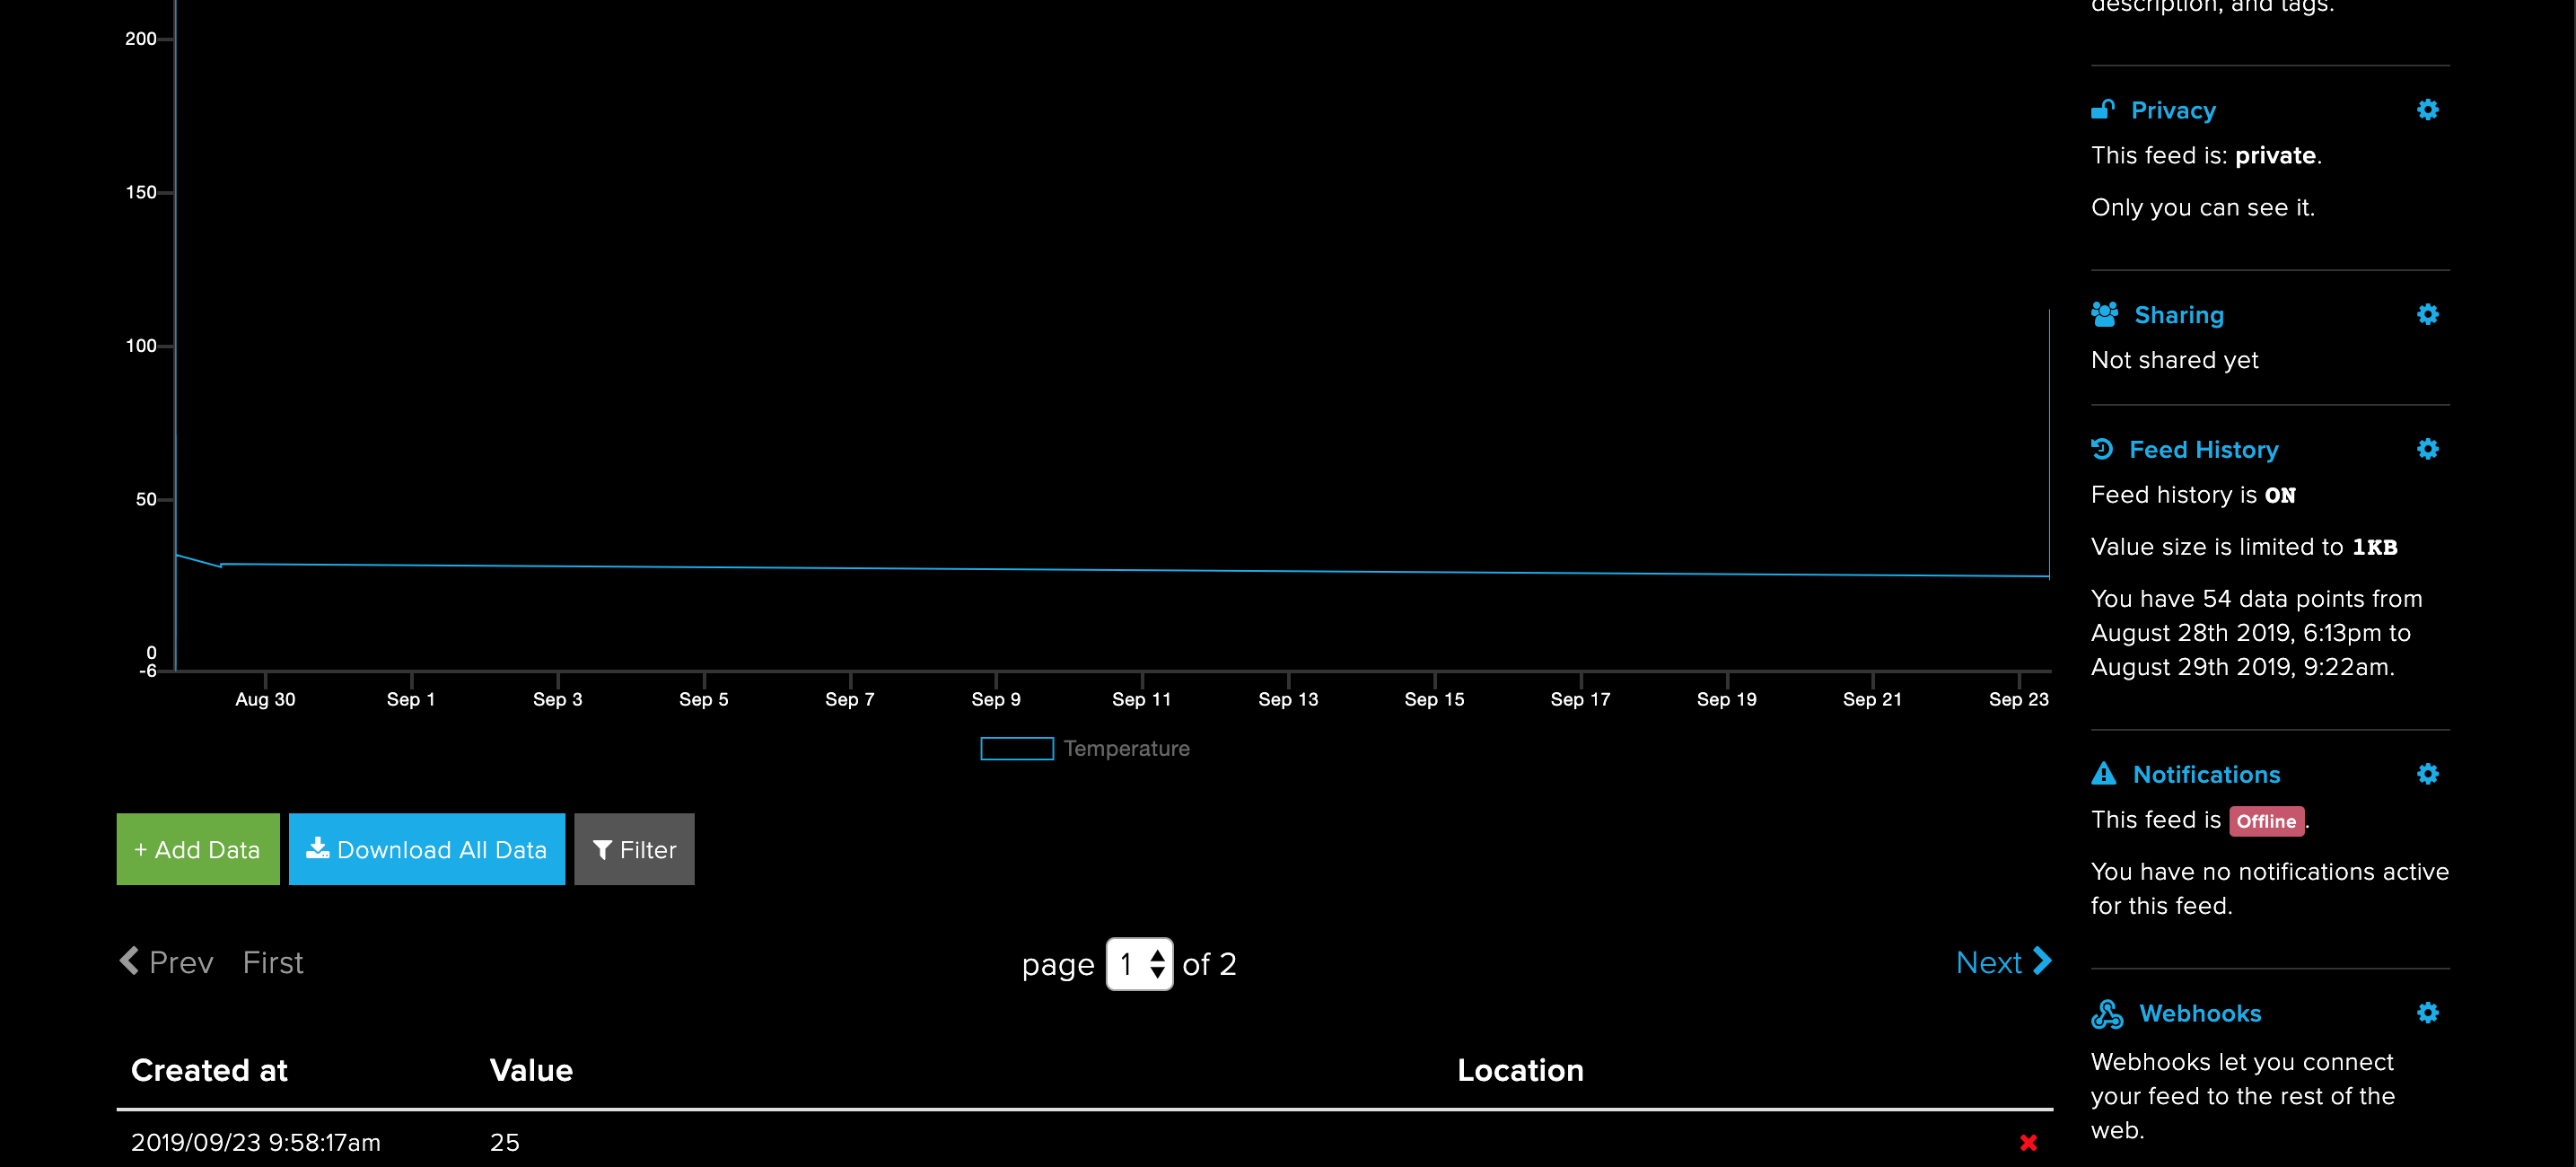 200
150
100
50
0
-6
Aug 30 Sep 1 Sep 3 Sep 5 Sep 7 Sep 9 Sep 11 Sep 13 Sep 15 Sep 17 Sep 19 Sep 21 Sep 23
Temperature
+ Add Data Download All Data Filter
Prev First page 1 of 2 Next
Created at Value Location
2019/09/23 9:58:17am 25
description, and tags.
Privacy
This feed is: private.
Only you can see it.
Sharing
Not shared yet
Feed History
Feed history is ON
Value size is limited to 1KB
You have 54 data points from
August 28th 2019, 6:13pm to
August 29th 2019, 9:22am.
Notifications
This feed is Offline.
You have no notifications active
for this feed.
Webhooks
Webhooks let you connect
your feed to the rest of the
web.